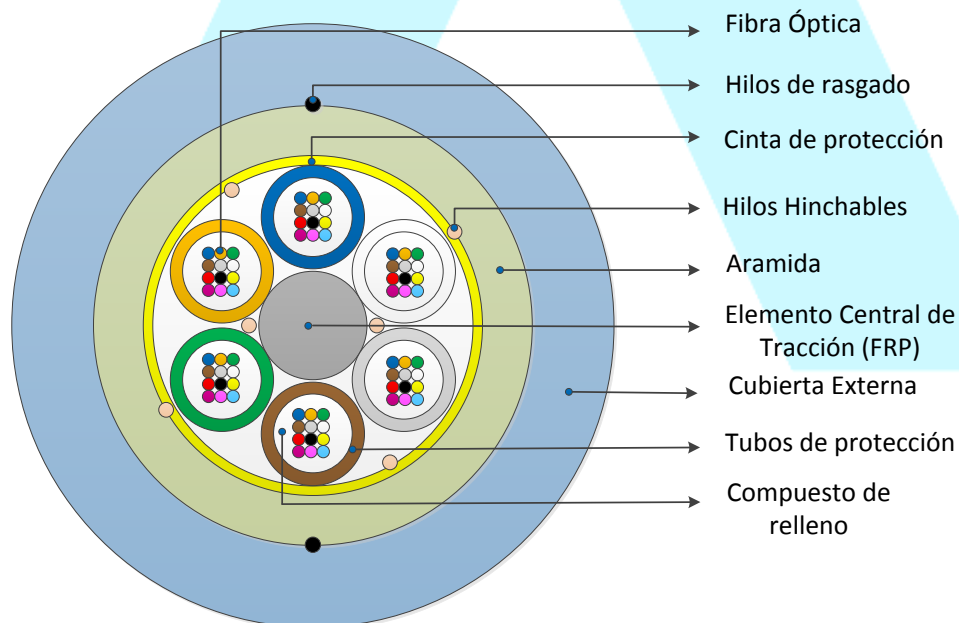 Fibra Óptica
Hilos de rasgado
Cinta de protección
Hilos Hinchables
Aramida
Elemento Central de
Tracción (FRP)
Cubierta Externa
Tubos de protección
Compuesto de
relleno